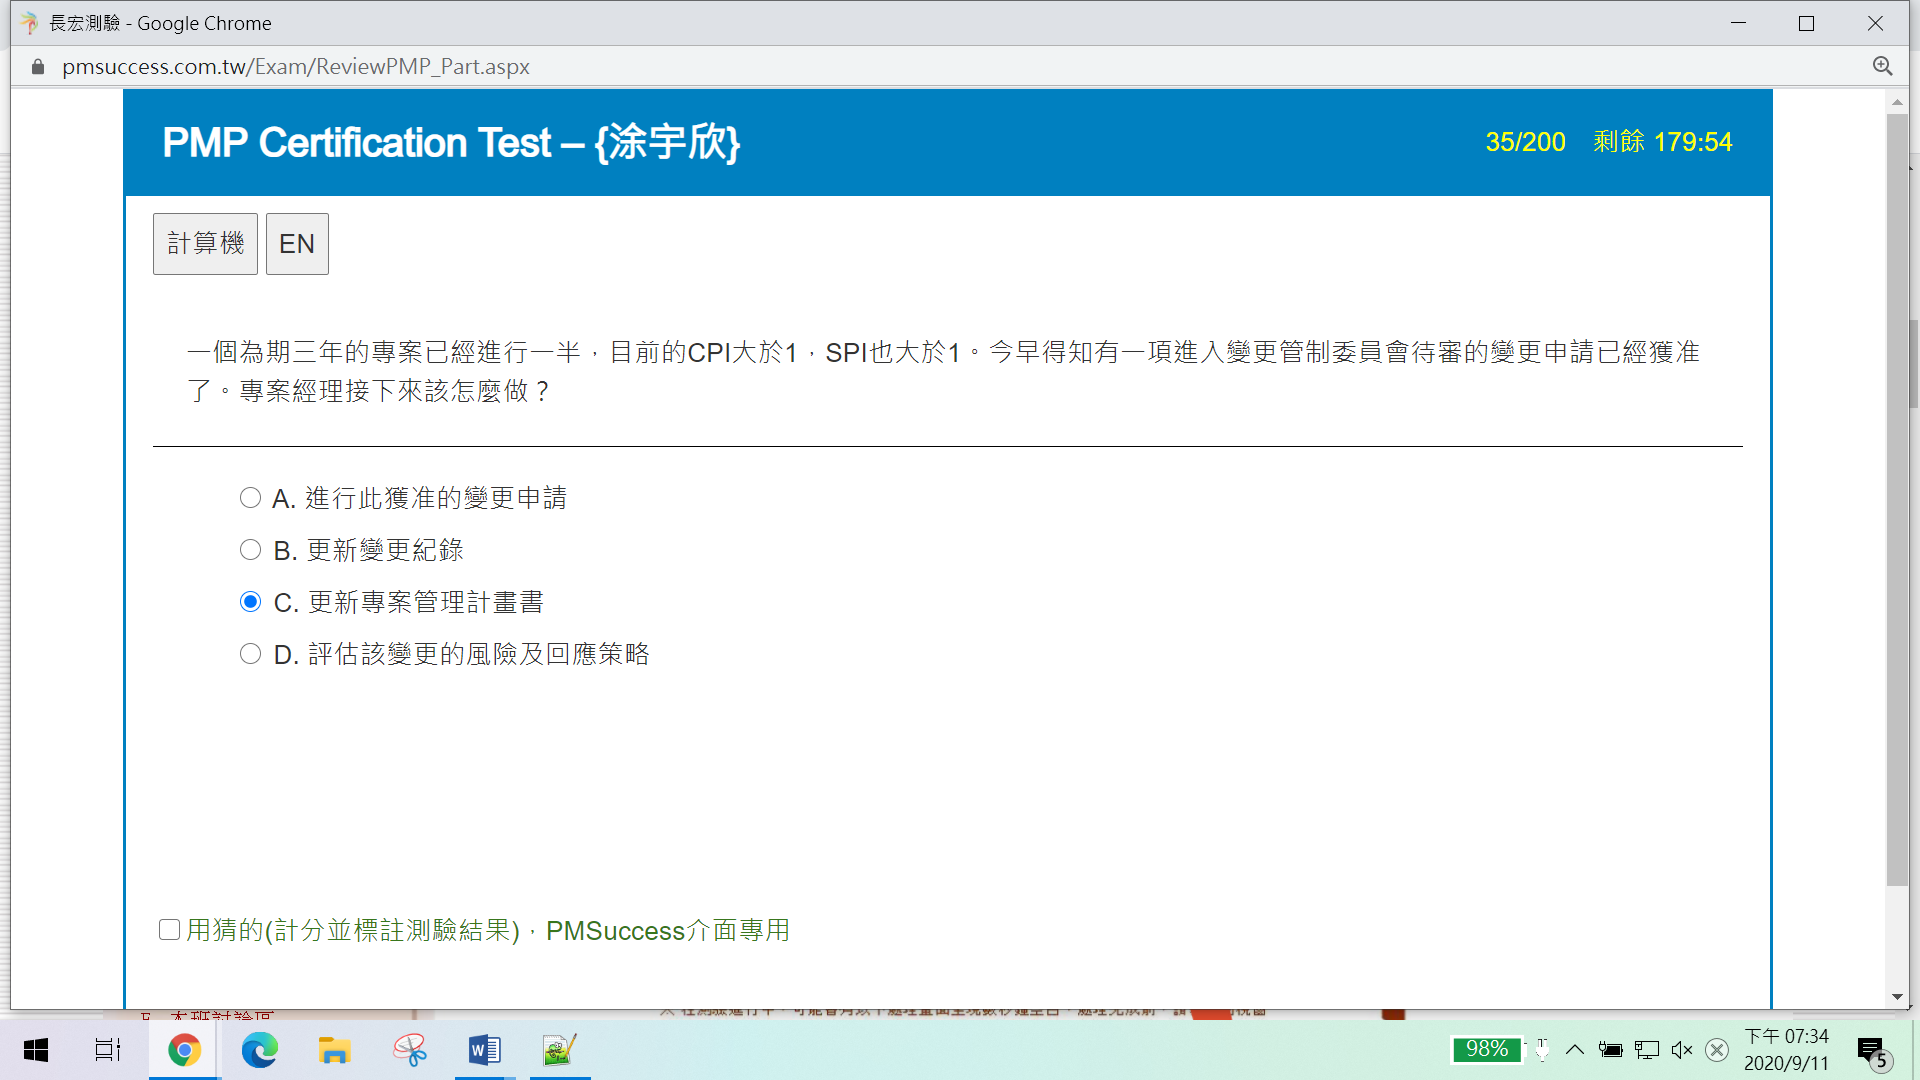 長宏測驗 - Google Chrome
pmsuccess.com.tw/Exam/ReviewPMP_Part.aspx
PMP Certification Test – {涂宇欣}
35/200 剩餘 179:54
計算機 EN
一個為期三年的專案已經進行一半，目前的CPI大於1，SPI也大於1。今早得知有一項進入變更管制委員會待審的變更申請已經獲准
了。專案經理接下來該怎麼做？
A. 進行此獲准的變更申請
B. 更新變更紀錄
C. 更新專案管理計畫書
D. 評估該變更的風險及回應策略
用猜的(計分並標註測驗結果)，PMSuccess介面專用
98%
下午 07:34
2020/9/11
5